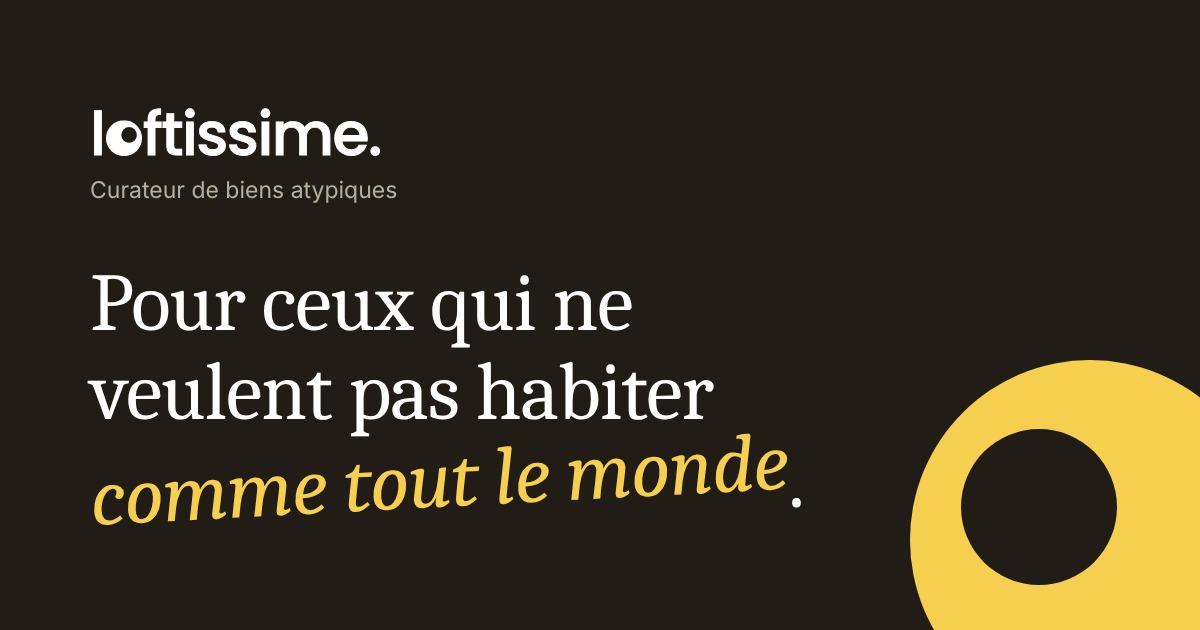 loftissime.
Curateur de biens atypiques
Pour ceux qui ne
veulent pas habiter
comme tout le monde.